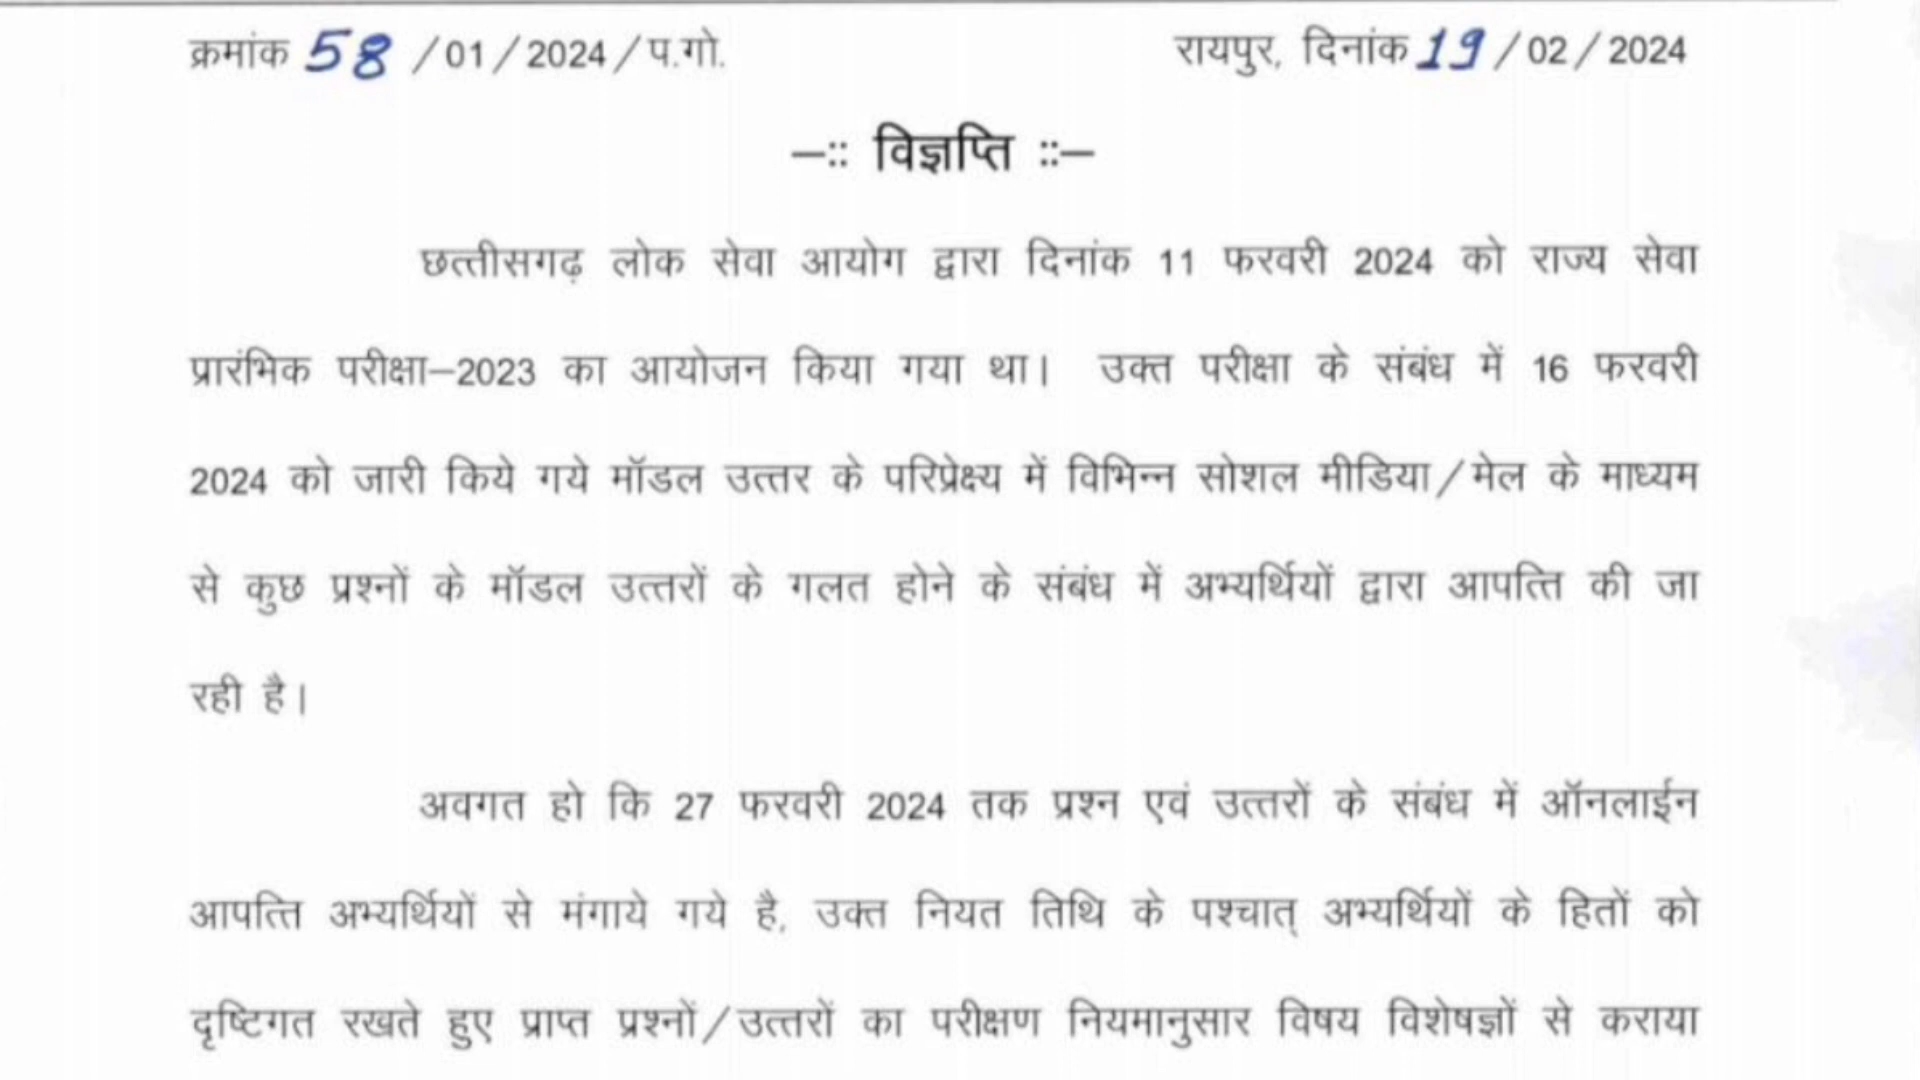 क्रमांक 58 /01/2024/प.गो. रायपुर, दिनांक 19/02/2024
–:: विज्ञप्ति ::–
छत्तीसगढ़ लोक सेवा आयोग द्वारा दिनांक 11 फरवरी 2024 को राज्य सेवा
प्रारंभिक परीक्षा–2023 का आयोजन किया गया था। उक्त परीक्षा के संबंध में 16 फरवरी
2024 को जारी किये गये मॉडल उत्तर के परिप्रेक्ष्य में विभिन्न सोशल मीडिया/मेल के माध्यम
से कुछ प्रश्नों के मॉडल उत्तरों के गलत होने के संबंध में अभ्यर्थियों द्वारा आपत्ति की जा
रही है।
अवगत हो कि 27 फरवरी 2024 तक प्रश्न एवं उत्तरों के संबंध में ऑनलाईन
आपत्ति अभ्यर्थियों से मंगाये गये है, उक्त नियत तिथि के पश्चात् अभ्यर्थियों के हितों को
दृष्टिगत रखते हुए प्राप्त प्रश्नों/उत्तरों का परीक्षण नियमानुसार विषय विशेषज्ञों से कराया